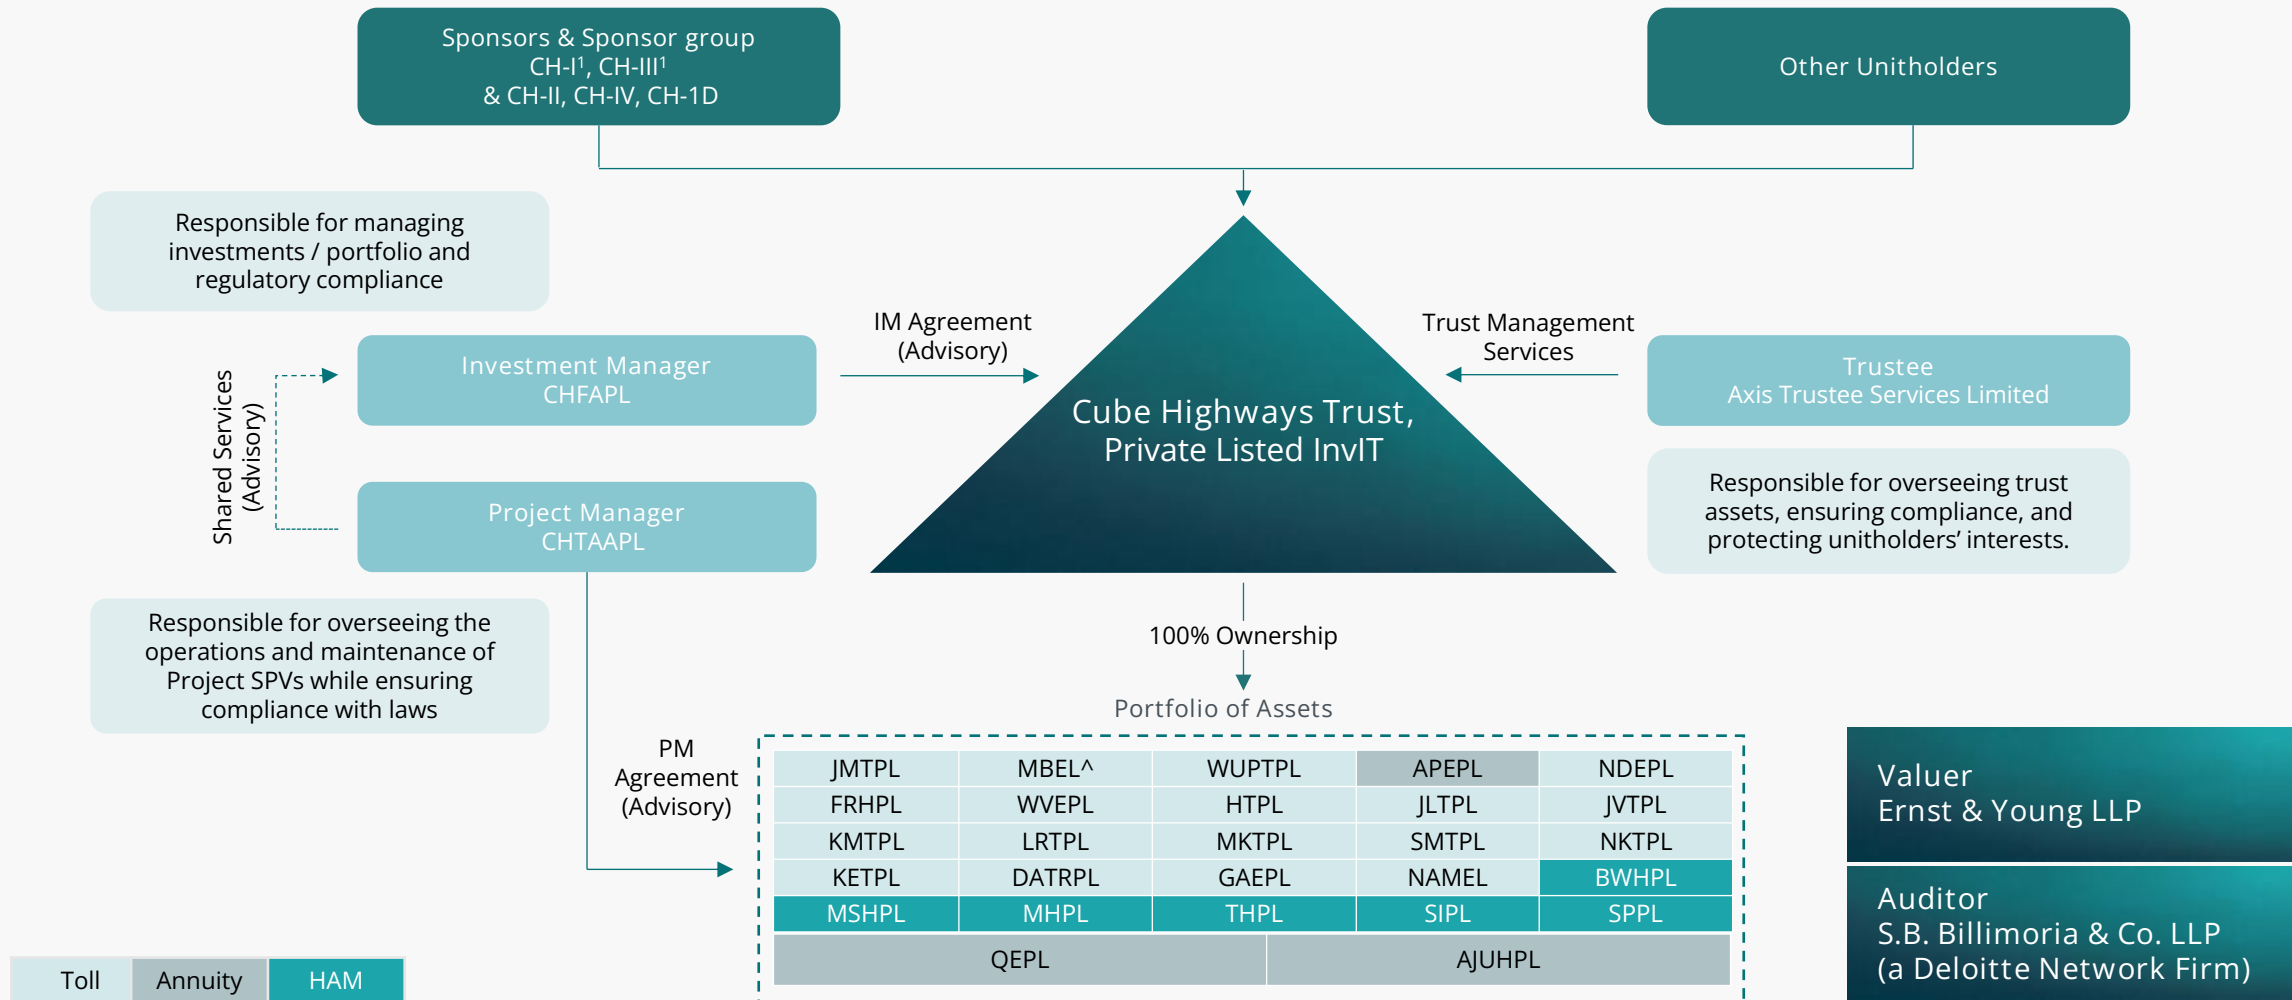 Sponsors & Sponsor group
CH-I¹, CH-III¹
& CH-II, CH-IV, CH-1D
Other Unitholders
Responsible for managing
investments / portfolio and
regulatory compliance
Investment Manager
CHFAPL
IM Agreement
(Advisory)
Shared Services
(Advisory)
Project Manager
CHTAAPL
Responsible for overseeing the
operations and maintenance of
Project SPVs while ensuring
compliance with laws
Cube Highways Trust,
Private Listed InvIT
Trust Management
Services
Trustee
Axis Trustee Services Limited
Responsible for overseeing trust
assets, ensuring compliance, and
protecting unitholders’ interests.
100% Ownership
Portfolio of Assets
PM
Agreement
(Advisory)
JMTPL MBEL^ WUPTPL APEPL NDEPL
FRHPL WVEPL HTPL JLTPL JVTPL
KMTPL LRTPL MKTPL SMTPL NKTPL
KETPL DATRPL GAEPL NAMEL BWHPL
MSHPL MHPL THPL SIPL SPPL
QEPL AJUHPL
Toll Annuity HAM
Valuer
Ernst & Young LLP
Auditor
S.B. Billimoria & Co. LLP
(a Deloitte Network Firm)